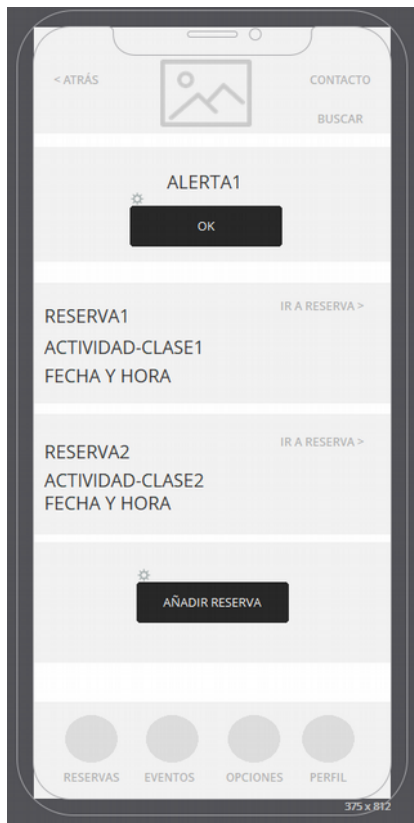 < ATRÁS
CONTACTO
BUSCAR
ALERTA1
OK
IR A RESERVA >
RESERVA1
ACTIVIDAD-CLASE1
FECHA Y HORA
IR A RESERVA >
RESERVA2
ACTIVIDAD-CLASE2
FECHA Y HORA
AÑADIR RESERVA
RESERVAS EVENTOS OPCIONES PERFIL
375 x 812